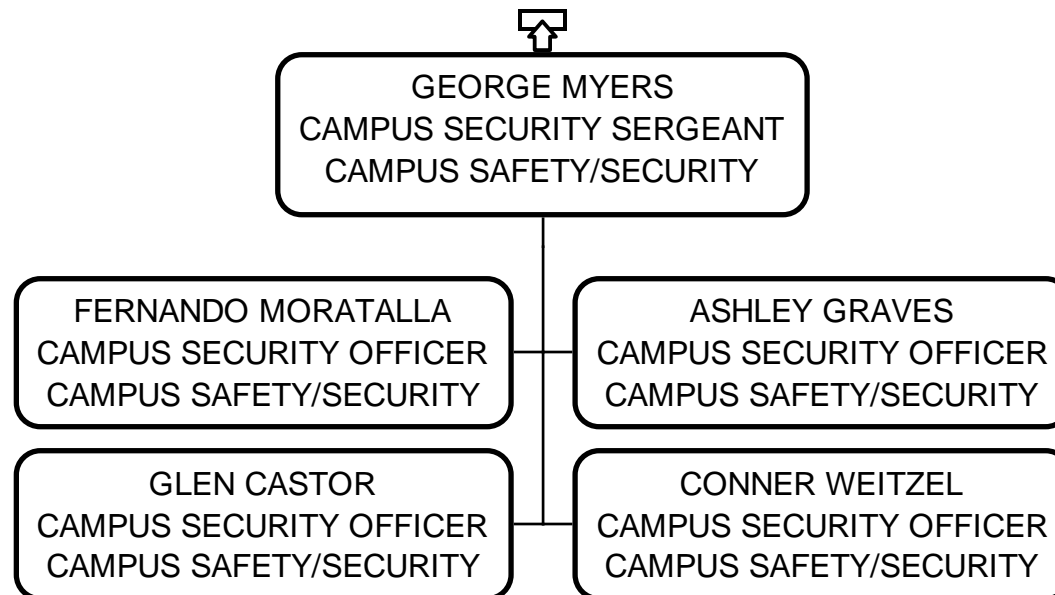 GEORGE MYERS
CAMPUS SECURITY SERGEANT
CAMPUS SAFETY/SECURITY
FERNANDO MORATALLA
CAMPUS SECURITY OFFICER
CAMPUS SAFETY/SECURITY
ASHLEY GRAVES
CAMPUS SECURITY OFFICER
CAMPUS SAFETY/SECURITY
GLEN CASTOR
CAMPUS SECURITY OFFICER
CAMPUS SAFETY/SECURITY
CONNER WEITZEL
CAMPUS SECURITY OFFICER
CAMPUS SAFETY/SECURITY